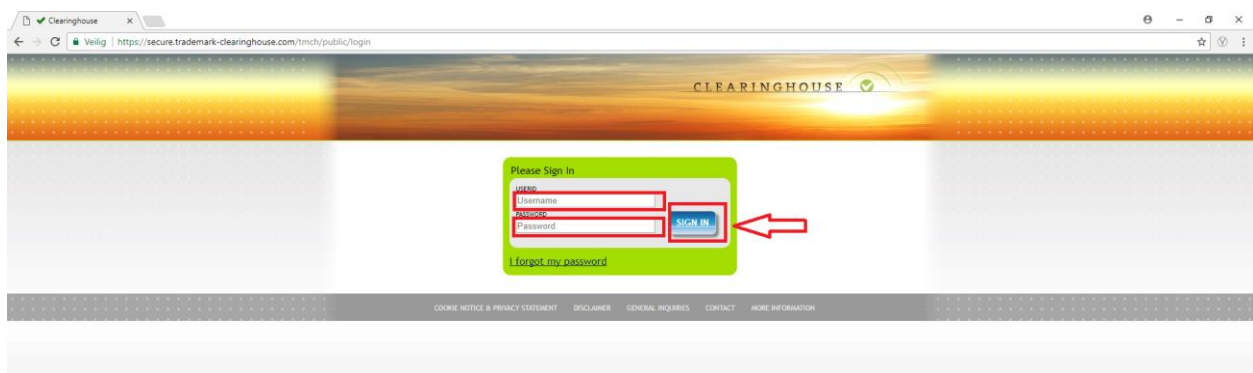 Clearinghouse
Veilig | https://secure.trademark-clearinghouse.com/tmch/public/login
CLEARINGHOUSE
Please Sign In
USERID
Username
PASSWORD
Password
SIGN IN
I forgot my password
COOKIE NOTICE & PRIVACY STATEMENT DISCLAIMER GENERAL INQUIRIES CONTACT MORE INFORMATION